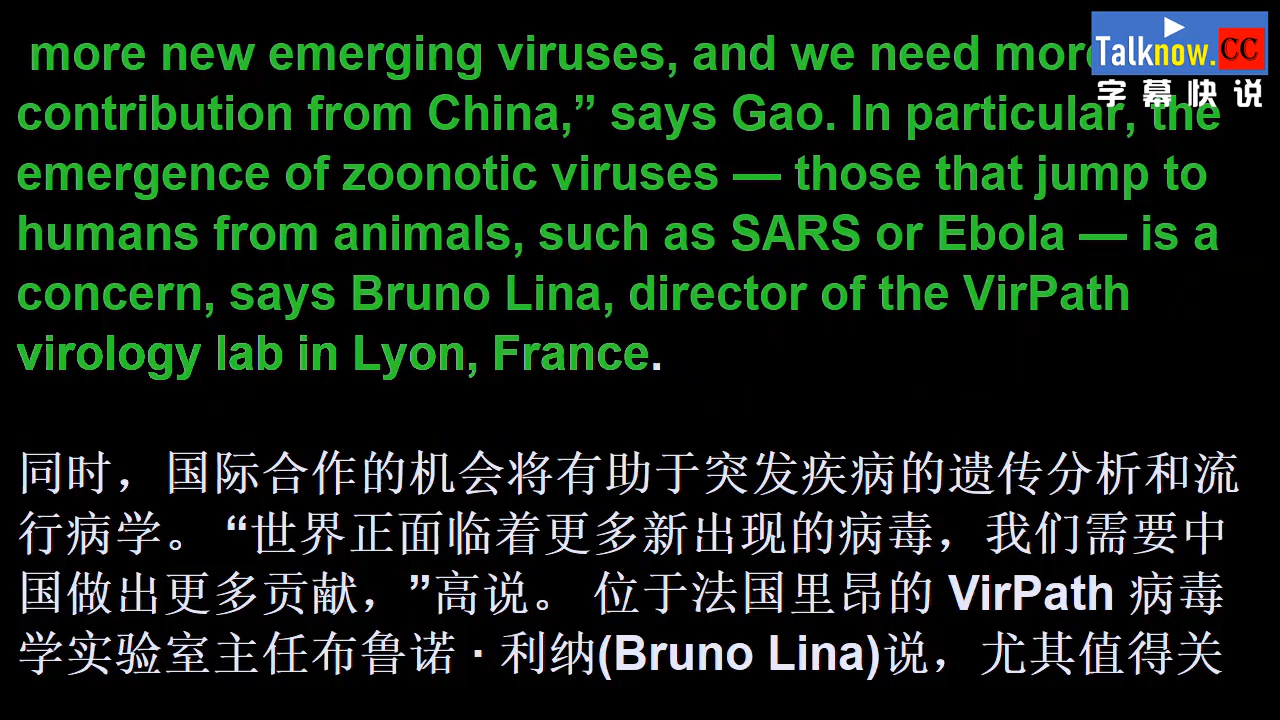 more new emerging viruses, and we need more
contribution from China,” says Gao. In particular, the
emergence of zoonotic viruses — those that jump to
humans from animals, such as SARS or Ebola — is a
concern, says Bruno Lina, director of the VirPath
virology lab in Lyon, France.
同时，国际合作的机会将有助于突发疾病的遗传分析和流
行病学。 “世界正面临着更多新出现的病毒，我们需要中
国做出更多贡献，”高说。 位于法国里昂的 VirPath 病毒
学实验室主任布鲁诺 · 利纳(Bruno Lina)说，尤其值得关
Talknow.CC
字幕快说